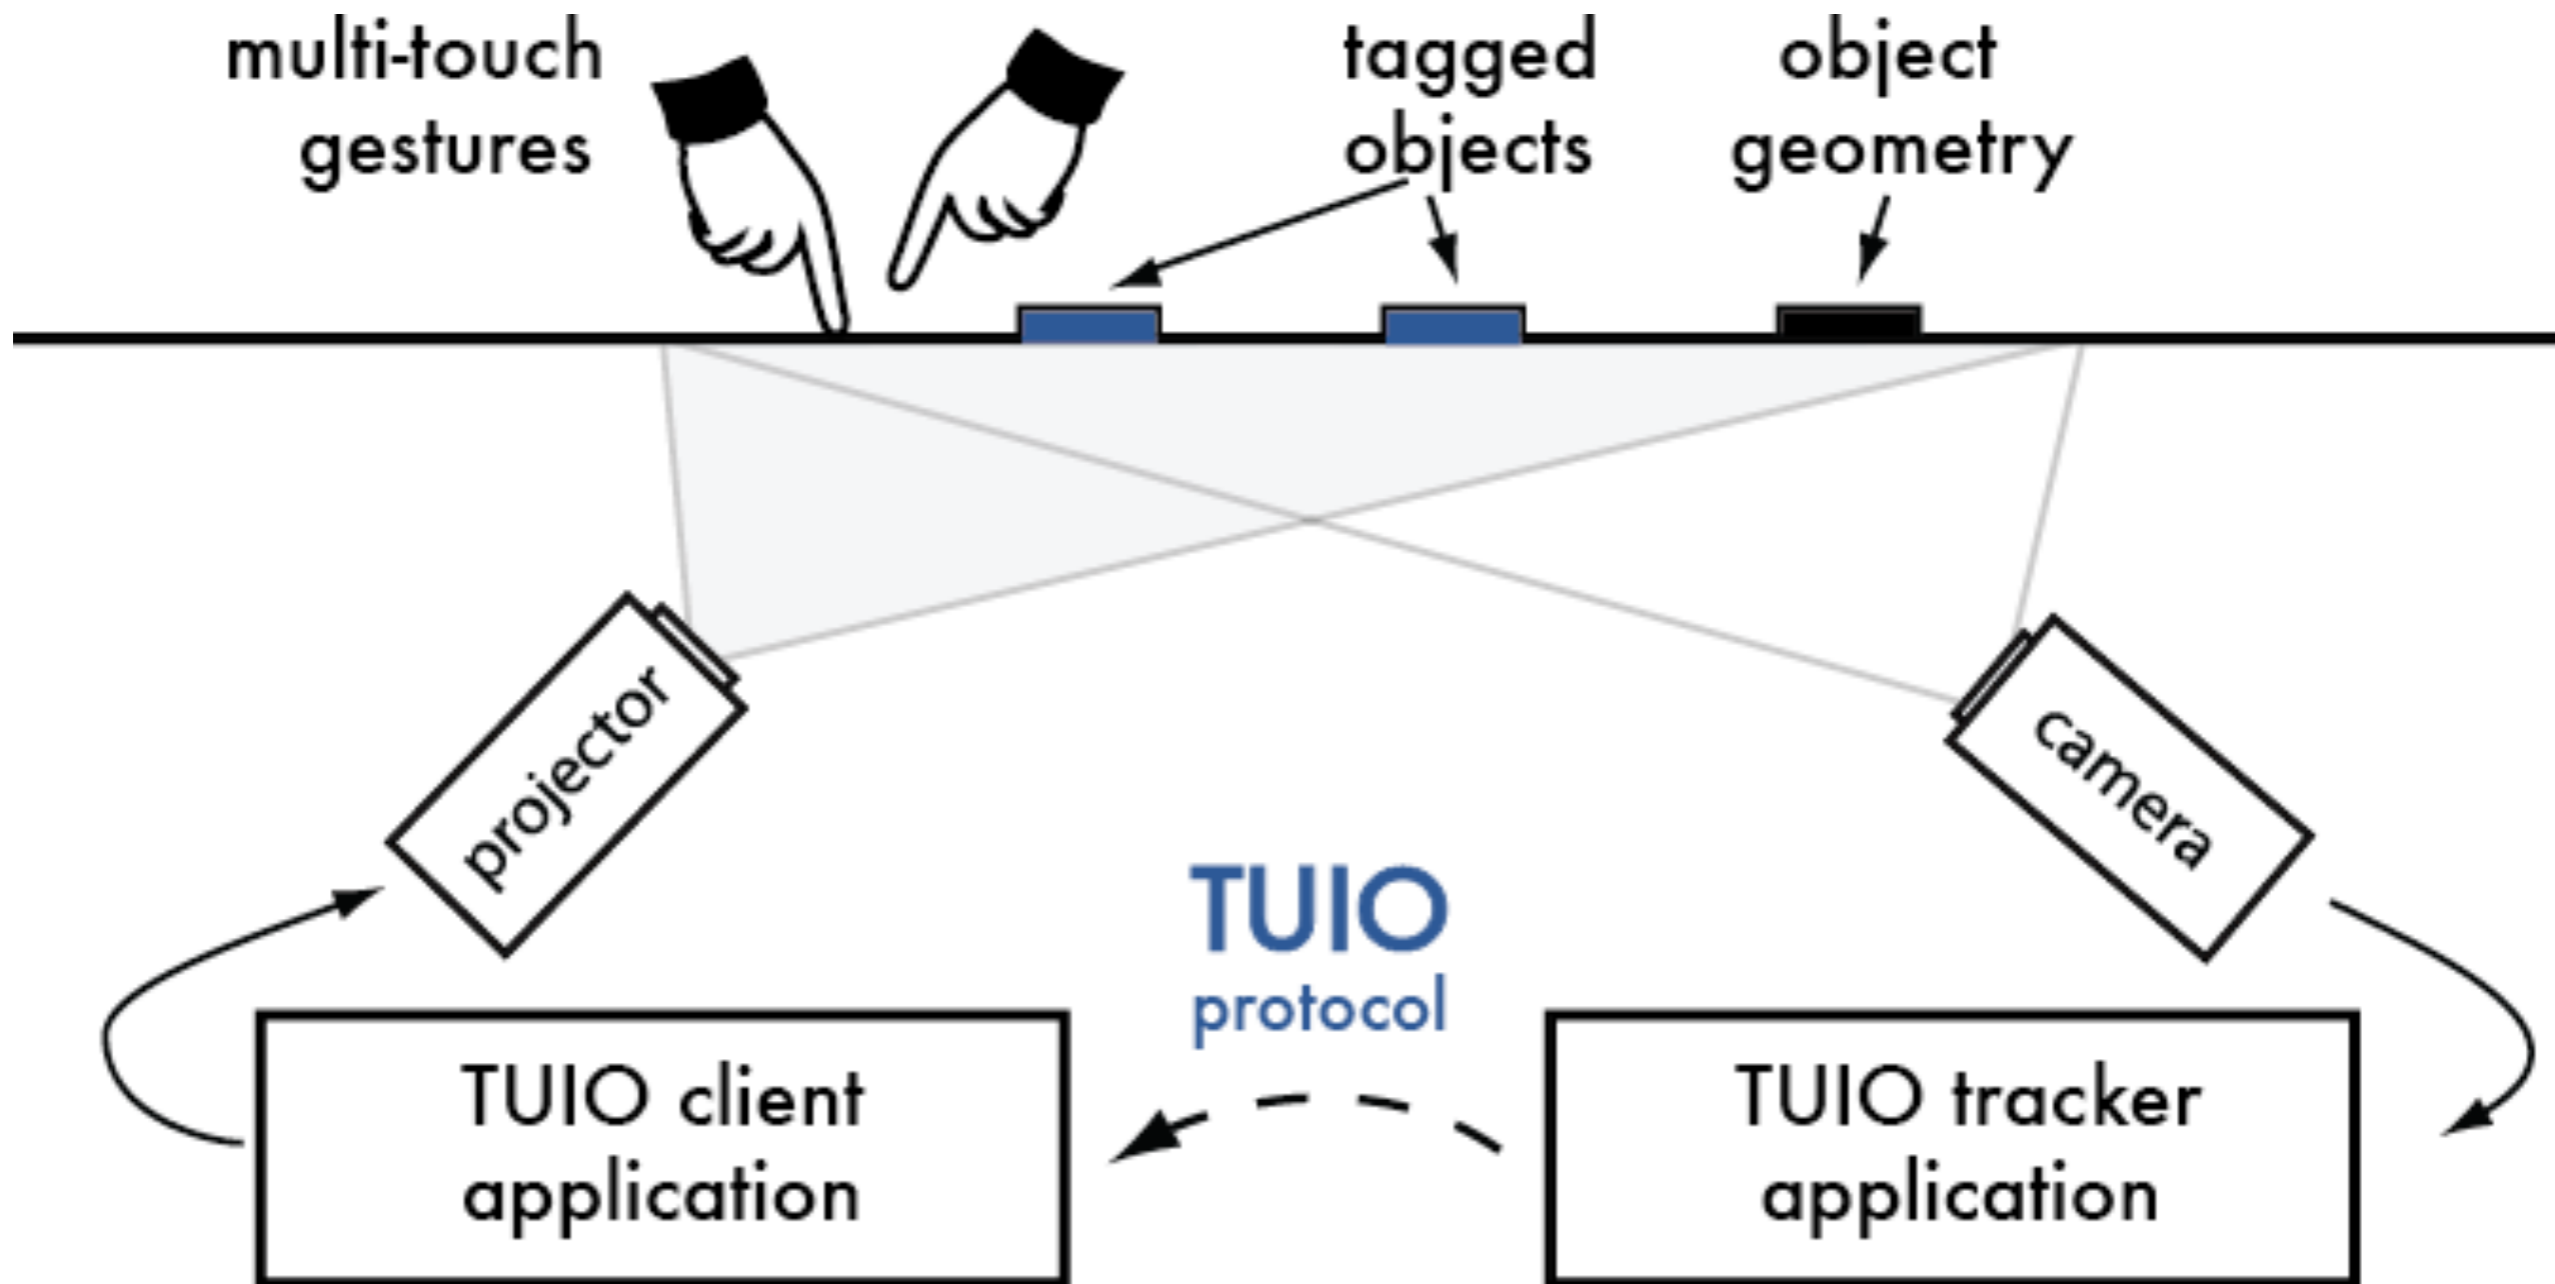 multi-touch
gestures
tagged
objects
object
geometry
projector
camera
TUIO
protocol
TUIO client
application
TUIO tracker
application